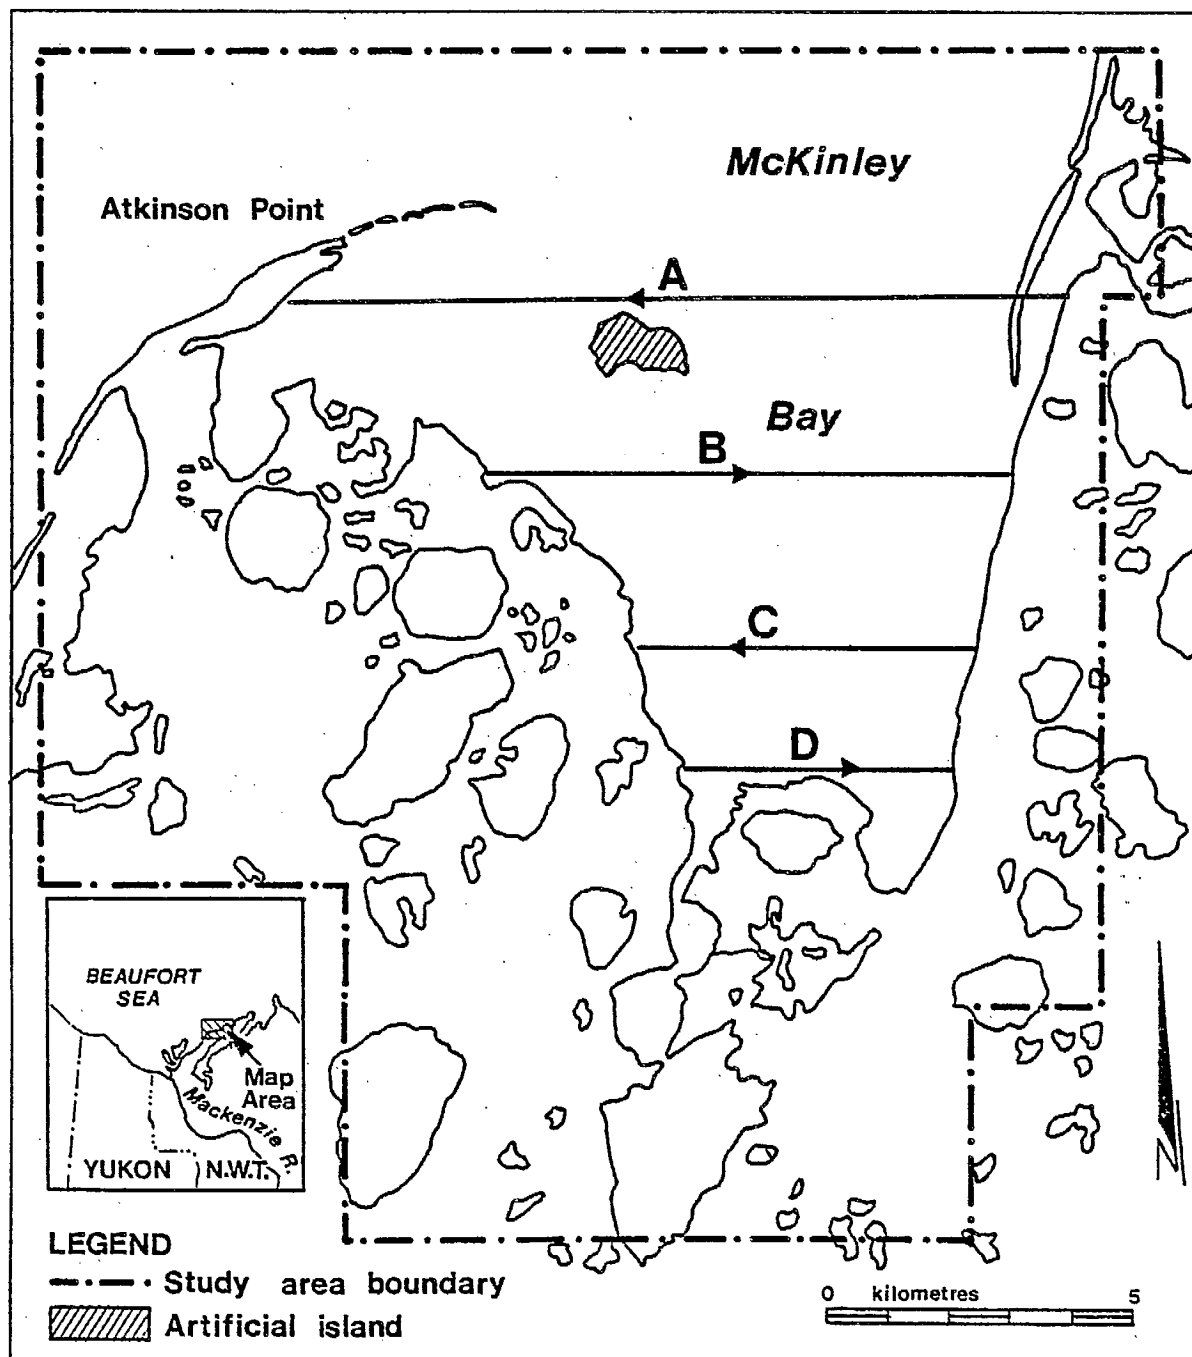 McKinley
Atkinson Point
A
Bay
B
C
D
BEAUFORT
SEA
Map
Area
Mackenzie R.
YUKON N.W.T.
N
LEGEND
Study area boundary
Artificial island
0 kilometres 5